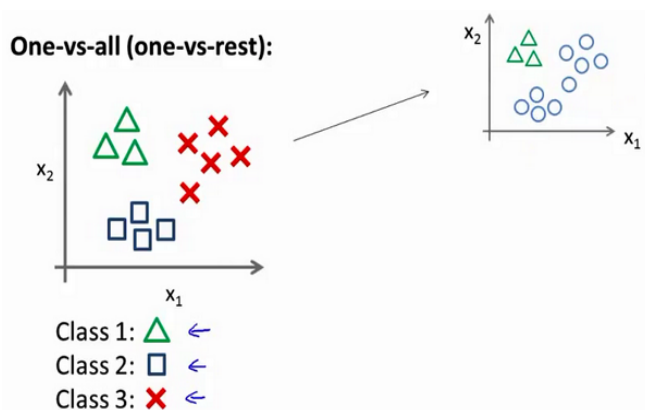 One-vs-all (one-vs-rest):
x₂
x₁
Class 1:
Class 2:
Class 3:
x₂
x₁